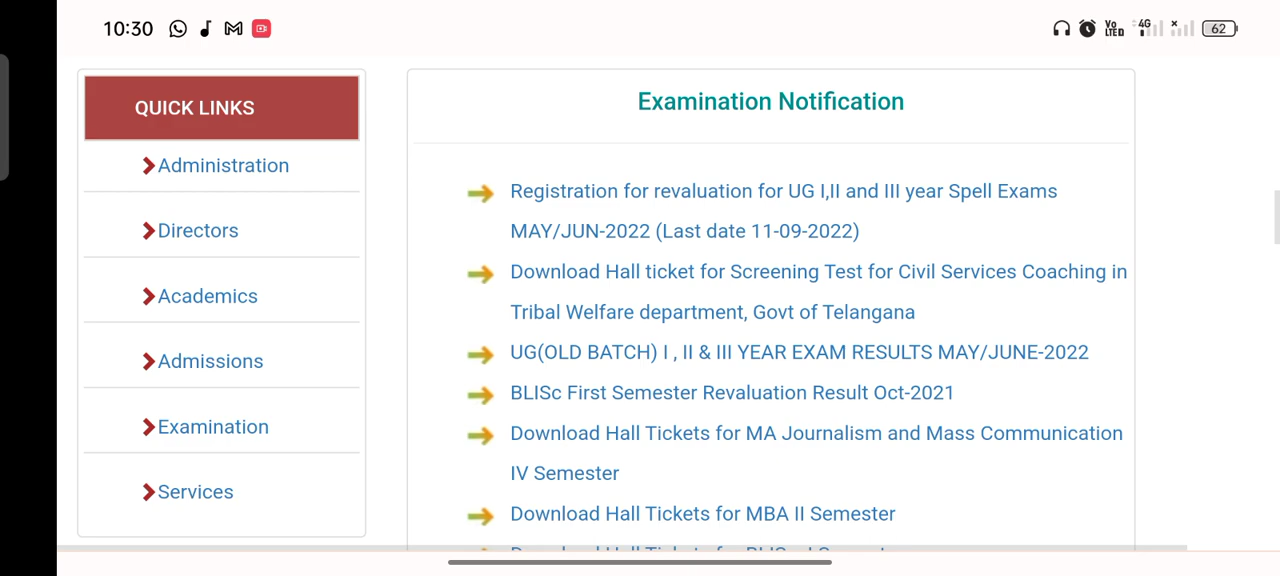 10:30
Vo LTE D
4G
62
QUICK LINKS
Administration
Directors
Academics
Admissions
Examination
Services
Examination Notification
Registration for revaluation for UG I,II and III year Spell Exams
MAY/JUN-2022 (Last date 11-09-2022)
Download Hall ticket for Screening Test for Civil Services Coaching in
Tribal Welfare department, Govt of Telangana
UG(OLD BATCH) I , II & III YEAR EXAM RESULTS MAY/JUNE-2022
BLISc First Semester Revaluation Result Oct-2021
Download Hall Tickets for MA Journalism and Mass Communication
IV Semester
Download Hall Tickets for MBA II Semester